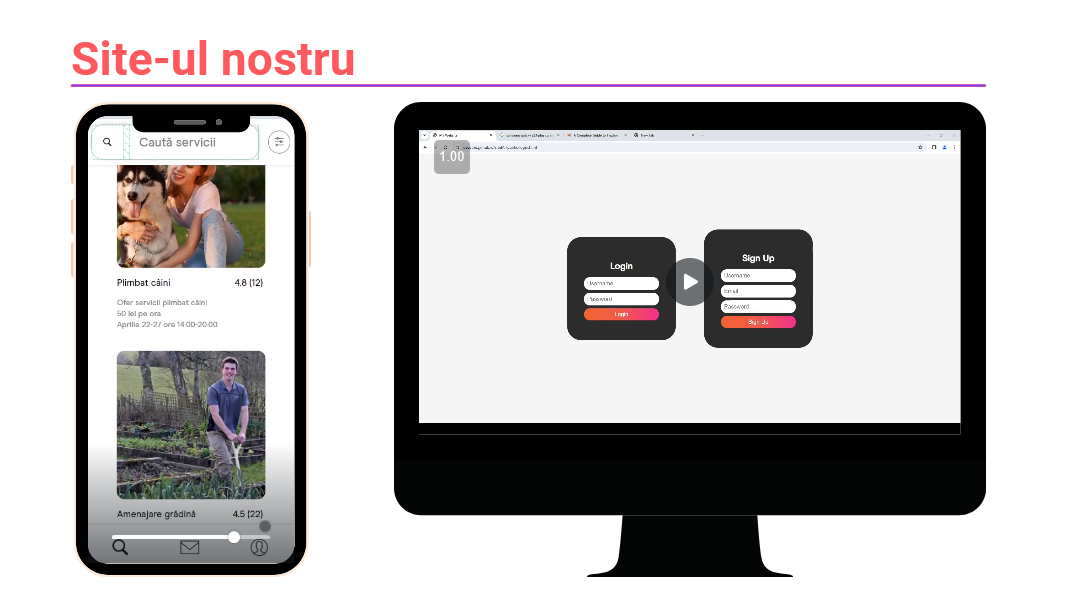 Site-ul nostru
Caută servicii
Plimbat câini 4.8 (12)
Ofer servicii plimbat câini
50 lei pe ora
Aprilie 22-27 ore 14:00-20:00
Amenajare grădină 4.5 (22)
1.00
Login
Username
Password
Login
Sign Up
Username
Email
Password
Sign Up